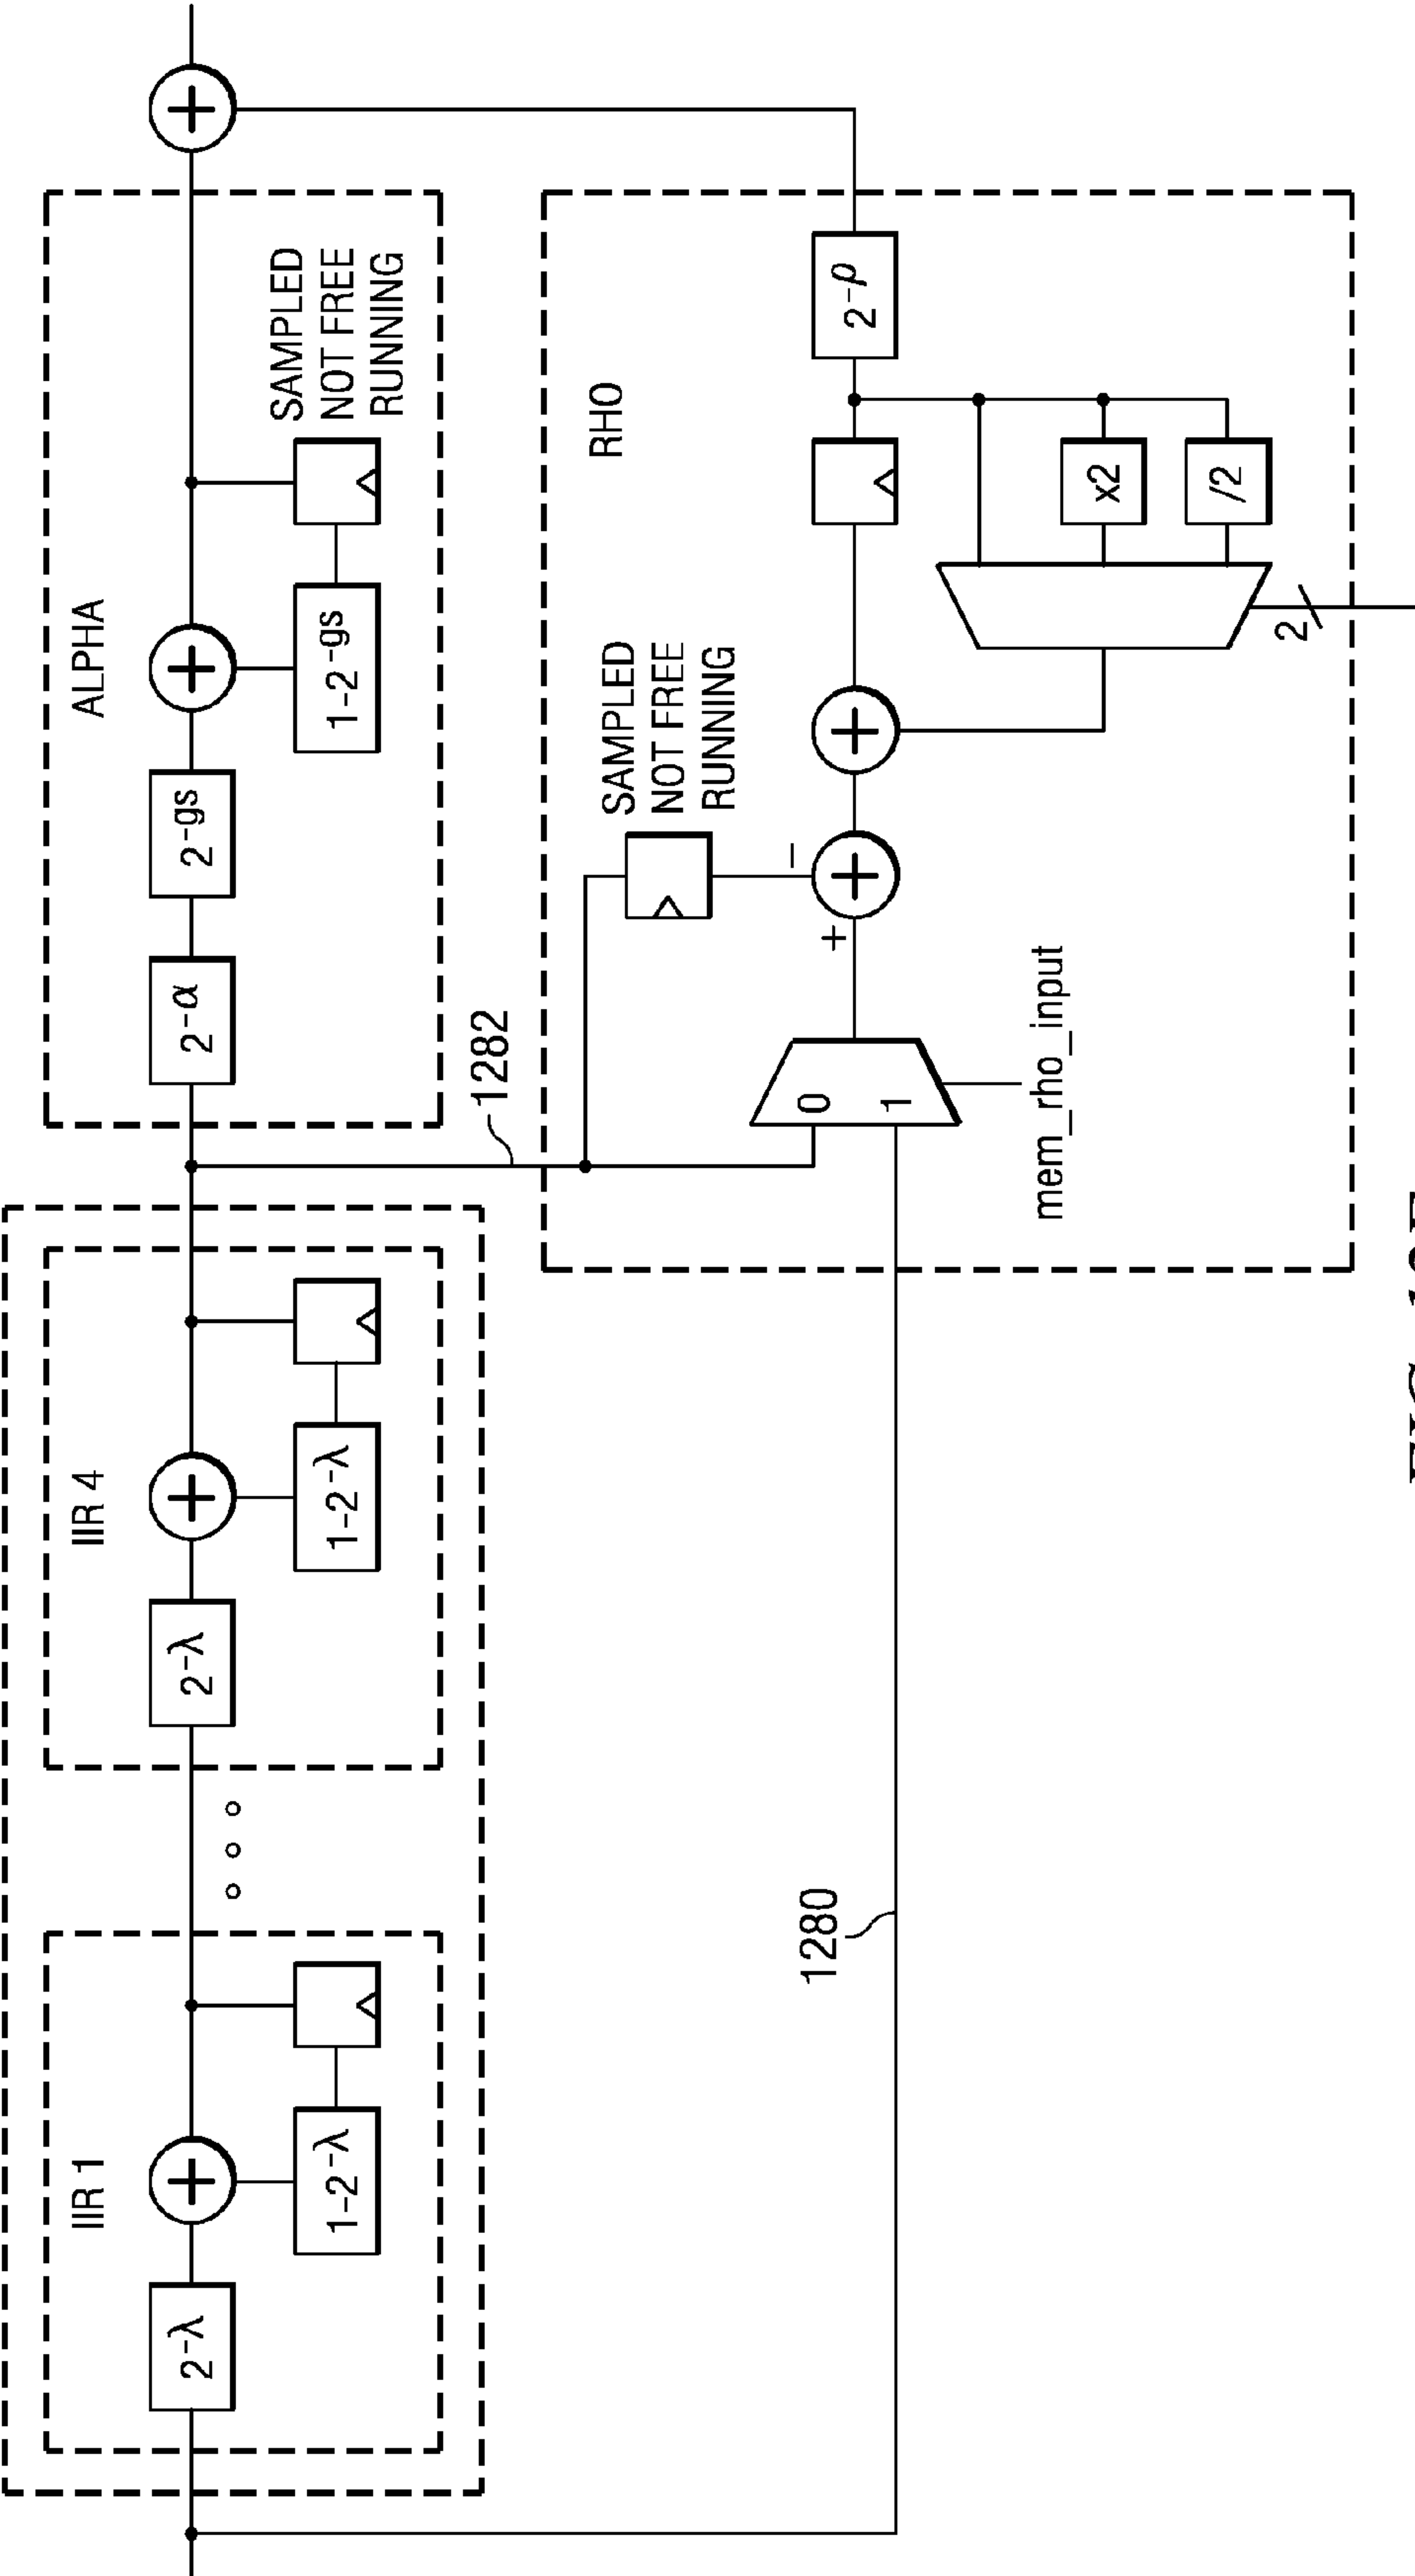 IIR 1
2-λ
+
1-2-λ
IIR 4
2-λ
+
1-2-λ
ALPHA
2-α
2-gs
+
1-2-gs
SAMPLED
NOT FREE
RUNNING
+
1282
1280
RHO
SAMPLED
NOT FREE
RUNNING
0
1
mem_rho_input
+
−
+
+
2-ρ
x2
/2
2